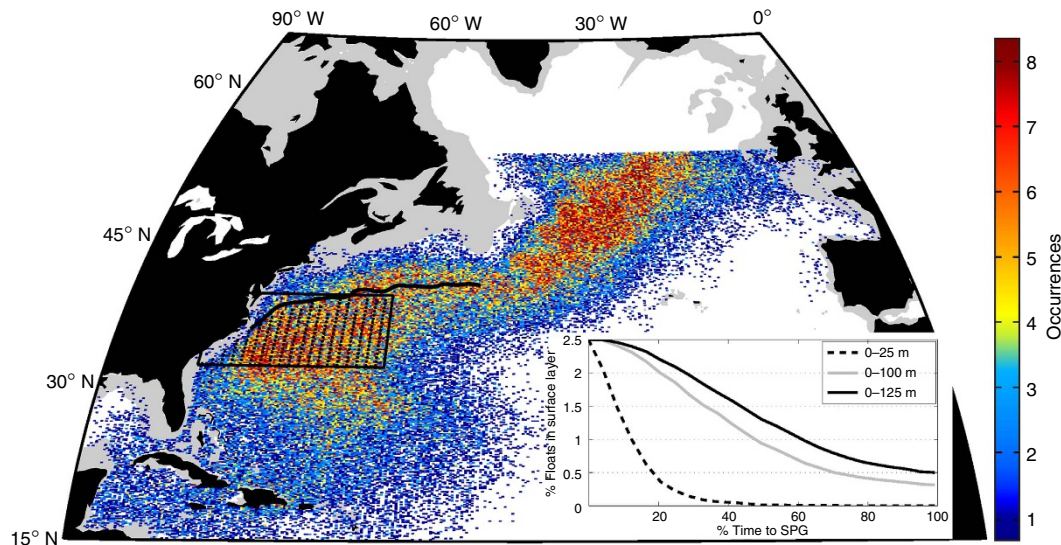 90° W
60° W
30° W
0°
60° N
45° N
30° N
15° N
8
7
6
5
4
3
2
1
Occurrences
2.5
2
1.5
1
0.5
0
% Floats in surface layer
0–25 m
0–100 m
0–125 m
20
40
60
80
100
% Time to SPG